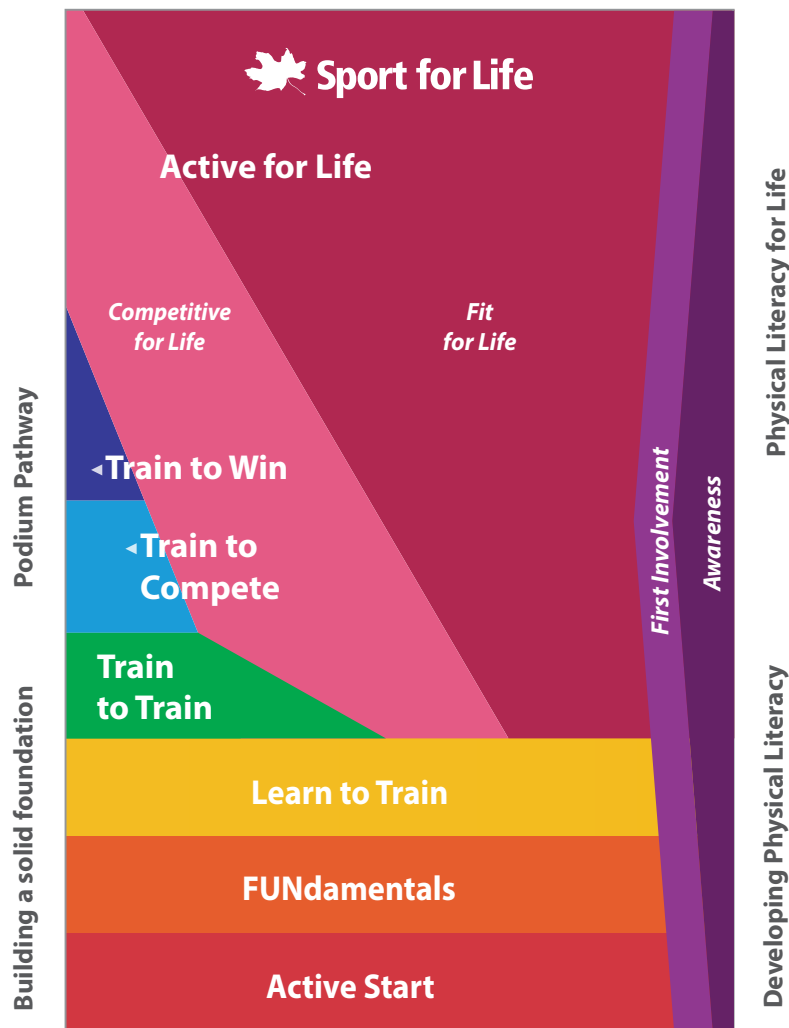 Sport for Life
Active for Life
Competitive
for Life
Fit
for Life
Train to Win
Train to
Compete
Train
to Train
Learn to Train
FUNdamentals
Active Start
First Involvement
Awareness
Podium Pathway
Building a solid foundation
Physical Literacy for Life
Developing Physical Literacy